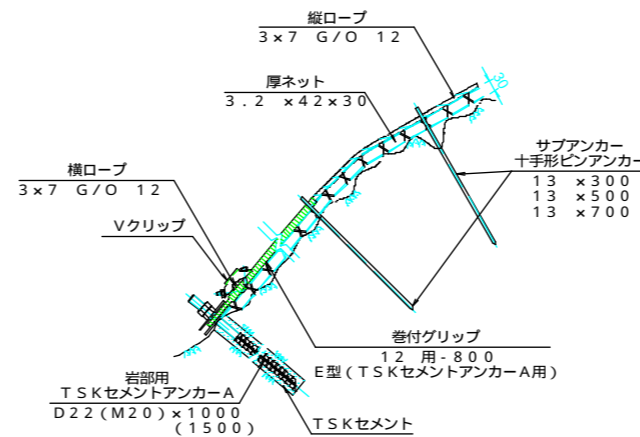 縦ロープ
3×7 G/O 12
厚ネット
3.2 ×42×30
30
サブアンカー
十手形ピンアンカー
13 ×300
13 ×500
13 ×700
横ロープ
3×7 G/O 12
Vクリップ
巻付グリップ
12 用-800
E型(TSKセメントアンカーA用)
岩部用
TSKセメントアンカーA
D22(M20)×1000
(1500)
TSKセメント